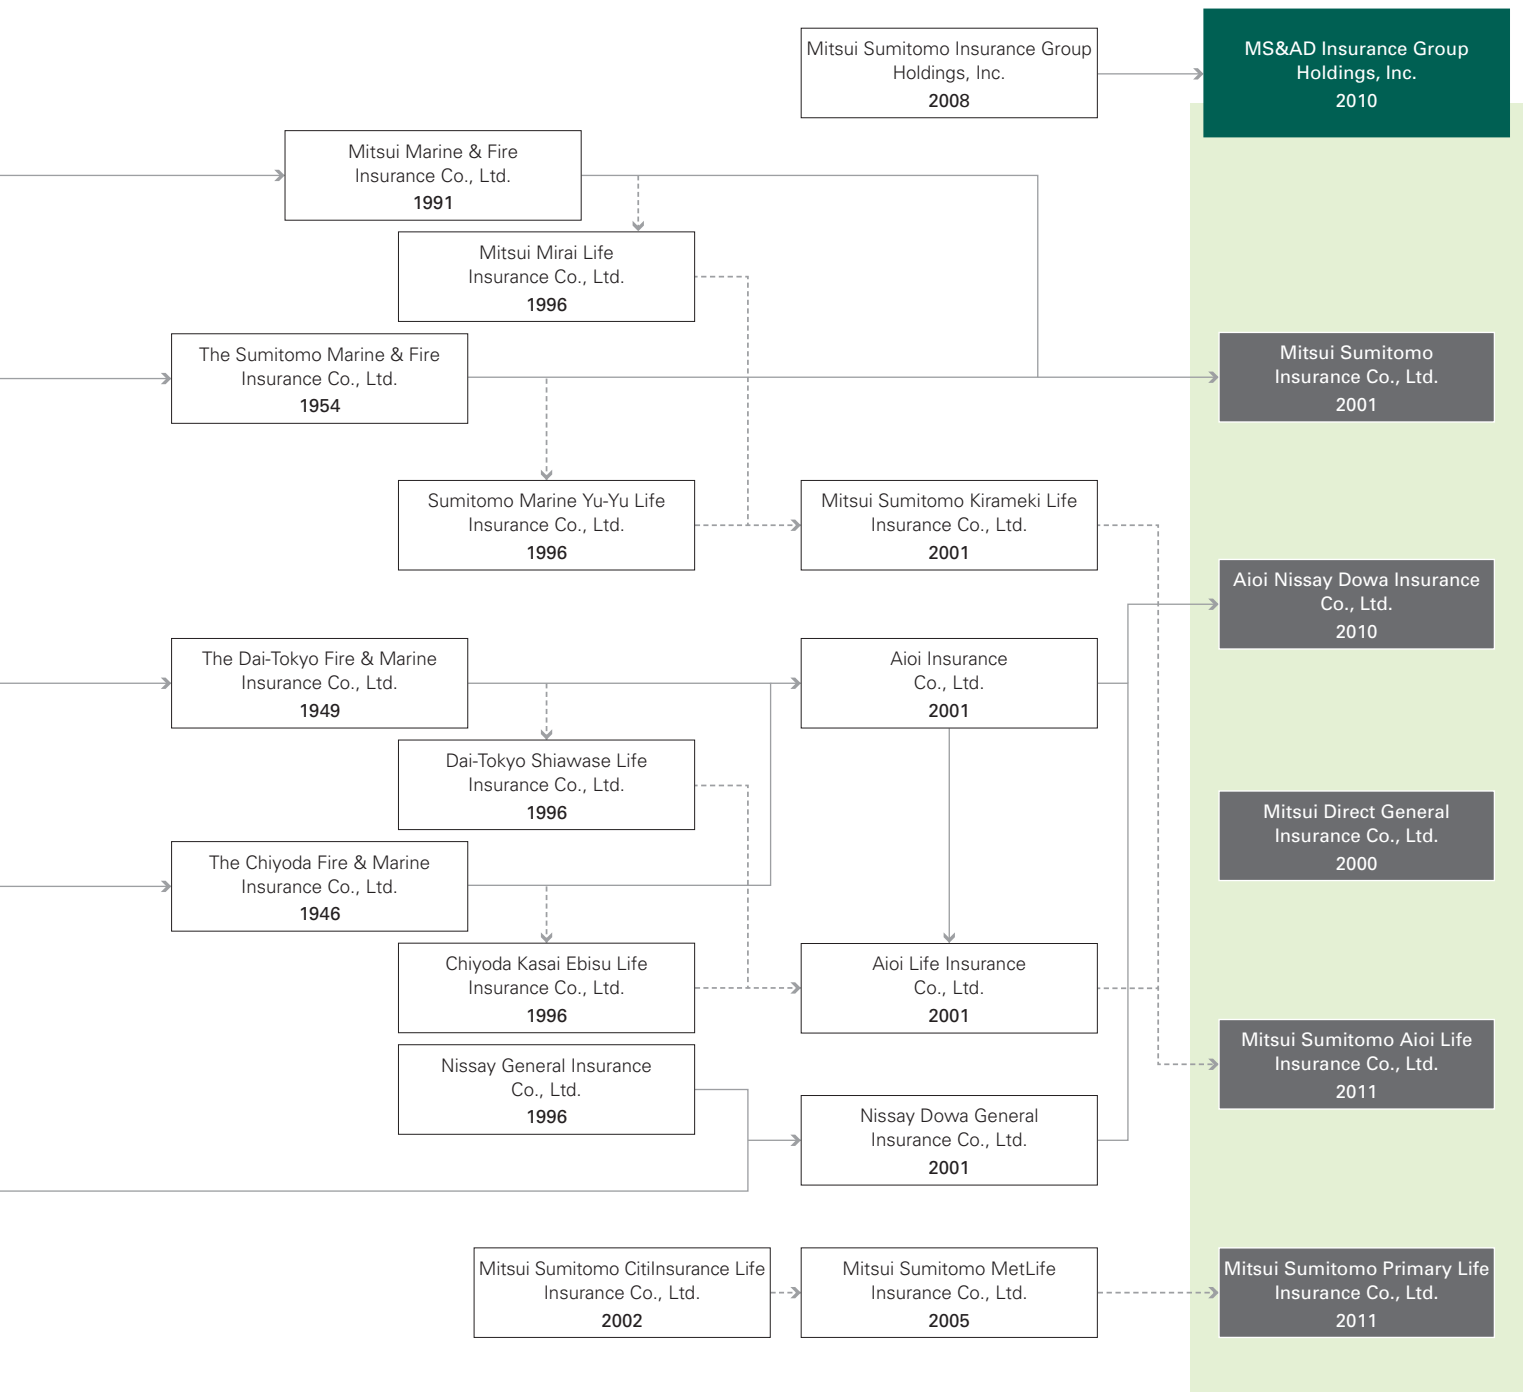 Mitsui Sumitomo Insurance Group
Holdings, Inc.
2008
MS&AD Insurance Group
Holdings, Inc.
2010
Mitsui Marine & Fire
Insurance Co., Ltd.
1991
Mitsui Mirai Life
Insurance Co., Ltd.
1996
The Sumitomo Marine & Fire
Insurance Co., Ltd.
1954
Mitsui Sumitomo
Insurance Co., Ltd.
2001
Sumitomo Marine Yu-Yu Life
Insurance Co., Ltd.
1996
Mitsui Sumitomo Kirameki Life
Insurance Co., Ltd.
2001
Aioi Nissay Dowa Insurance
Co., Ltd.
2010
The Dai-Tokyo Fire & Marine
Insurance Co., Ltd.
1949
Aioi Insurance
Co., Ltd.
2001
Dai-Tokyo Shiawase Life
Insurance Co., Ltd.
1996
Mitsui Direct General
Insurance Co., Ltd.
2000
The Chiyoda Fire & Marine
Insurance Co., Ltd.
1946
Chiyoda Kasai Ebisu Life
Insurance Co., Ltd.
1996
Aioi Life Insurance
Co., Ltd.
2001
Mitsui Sumitomo Aioi Life
Insurance Co., Ltd.
2011
Nissay General Insurance
Co., Ltd.
1996
Nissay Dowa General
Insurance Co., Ltd.
2001
Mitsui Sumitomo CitiInsurance Life
Insurance Co., Ltd.
2002
Mitsui Sumitomo MetLife
Insurance Co., Ltd.
2005
Mitsui Sumitomo Primary Life
Insurance Co., Ltd.
2011